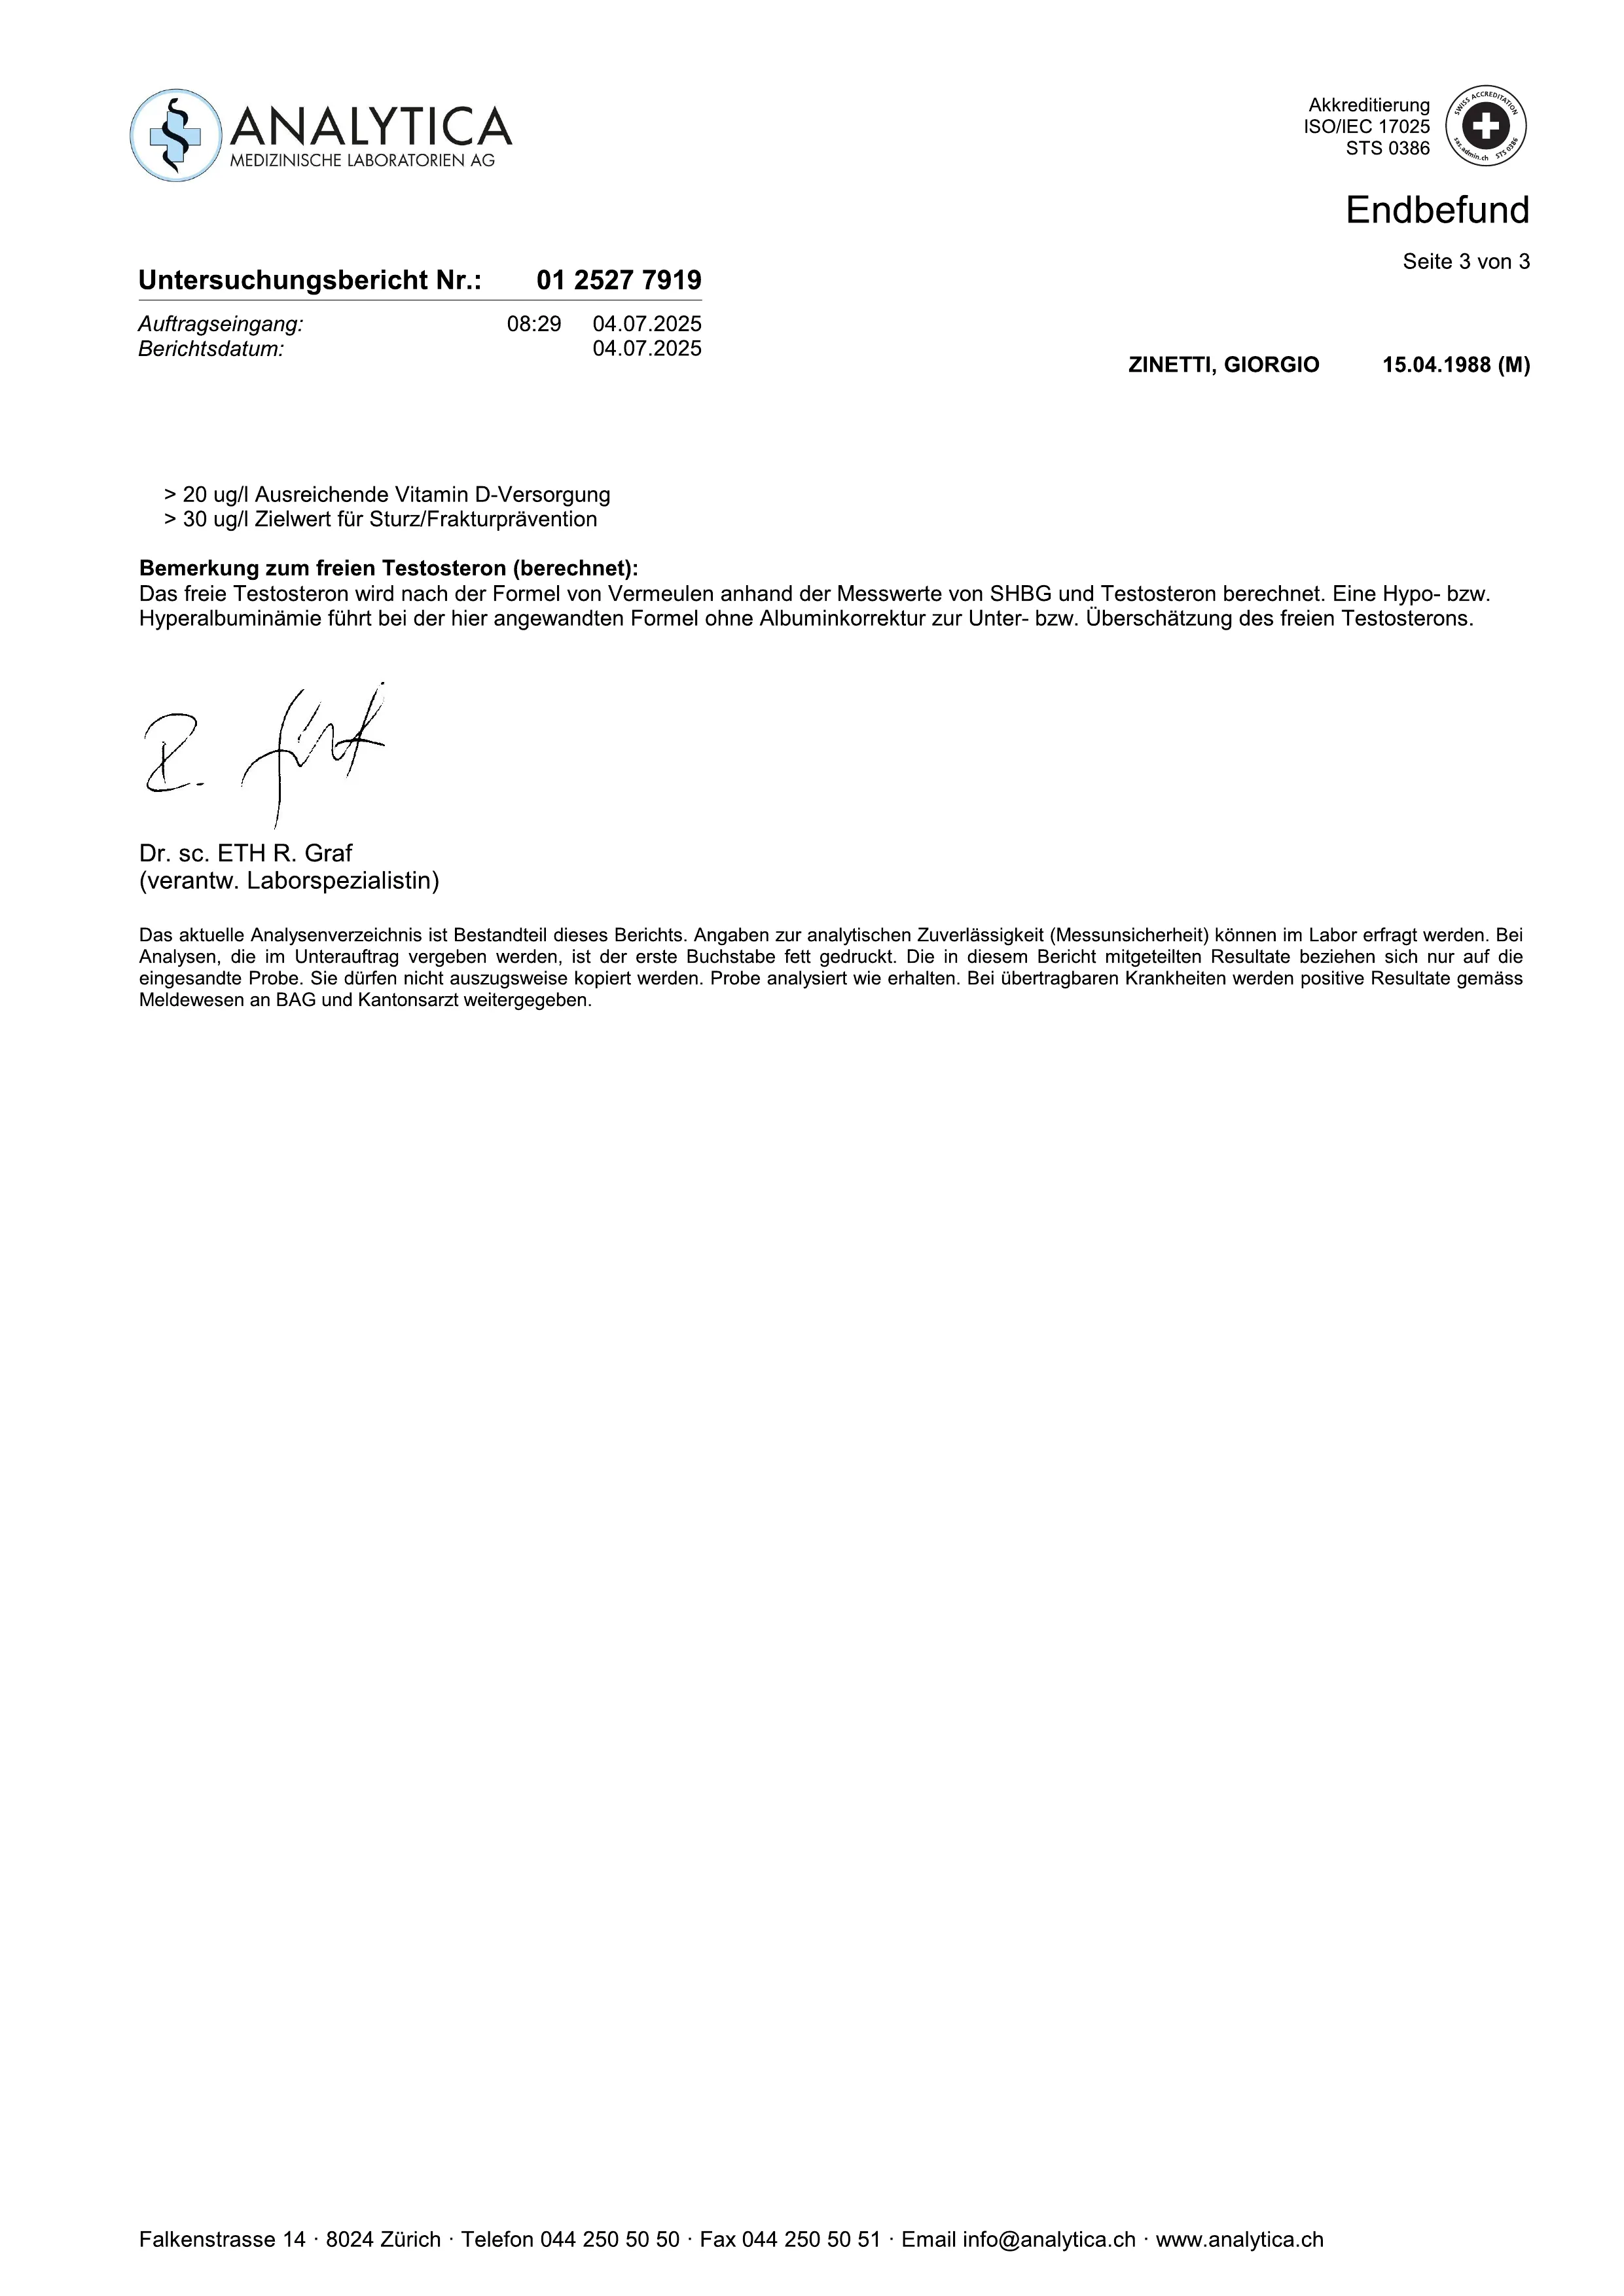 ANALYTICA
MEDIZINISCHE LABORATORIEN AG
Akkreditierung
ISO/IEC 17025
STS 0386
SWISS ACCREDITATION
sas.admin.ch STS 0386
Endbefund
Seite 3 von 3
Untersuchungsbericht Nr.: 01 2527 7919
Auftragseingang: 08:29 04.07.2025
Berichtsdatum: 04.07.2025
ZINETTI, GIORGIO 15.04.1988 (M)
> 20 ug/l Ausreichende Vitamin D-Versorgung
> 30 ug/l Zielwert für Sturz/Frakturprävention
Bemerkung zum freien Testosteron (berechnet):
Das freie Testosteron wird nach der Formel von Vermeulen anhand der Messwerte von SHBG und Testosteron berechnet. Eine Hypo- bzw.
Hyperalbuminämie führt bei der hier angewandten Formel ohne Albuminkorrektur zur Unter- bzw. Überschätzung des freien Testosterons.
Dr. sc. ETH R. Graf
(verantw. Laborspezialistin)
Das aktuelle Analysenverzeichnis ist Bestandteil dieses Berichts. Angaben zur analytischen Zuverlässigkeit (Messunsicherheit) können im Labor erfragt werden. Bei
Analysen, die im Unterauftrag vergeben werden, ist der erste Buchstabe fett gedruckt. Die in diesem Bericht mitgeteilten Resultate beziehen sich nur auf die
eingesandte Probe. Sie dürfen nicht auszugsweise kopiert werden. Probe analysiert wie erhalten. Bei übertragbaren Krankheiten werden positive Resultate gemäss
Meldewesen an BAG und Kantonsarzt weitergegeben.
Falkenstrasse 14 · 8024 Zürich · Telefon 044 250 50 50 · Fax 044 250 50 51 · Email info@analytica.ch · www.analytica.ch